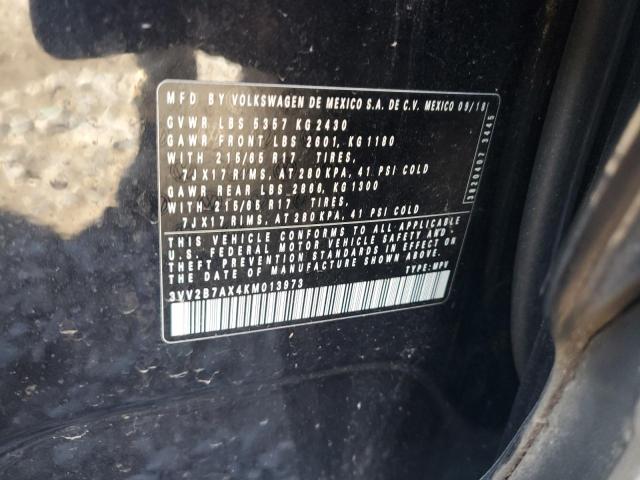 MFD BY VOLKSWAGEN DE MEXICO S.A. DE C.V. MEXICO 09/18
GVWR LBS 5357 KG 2430
GAWR FRONT LBS 2601, KG 1180
WITH 215/65 R17 TIRES,
7JX17 RIMS, AT 280 KPA, 41 PSI COLD
GAWR REAR LBS 2866, KG 1300
WITH 215/65 R17 TIRES,
7JX17 RIMS, AT 280 KPA, 41 PSI COLD
THIS VEHICLE CONFORMS TO ALL APPLICABLE
U.S. FEDERAL MOTOR VEHICLE SAFETY AND
THEFT PREVENTION STANDARDS IN EFFECT ON
THE DATE OF MANUFACTURE SHOWN ABOVE.
TYPE: MPV
3VV2B7AX4KM013973